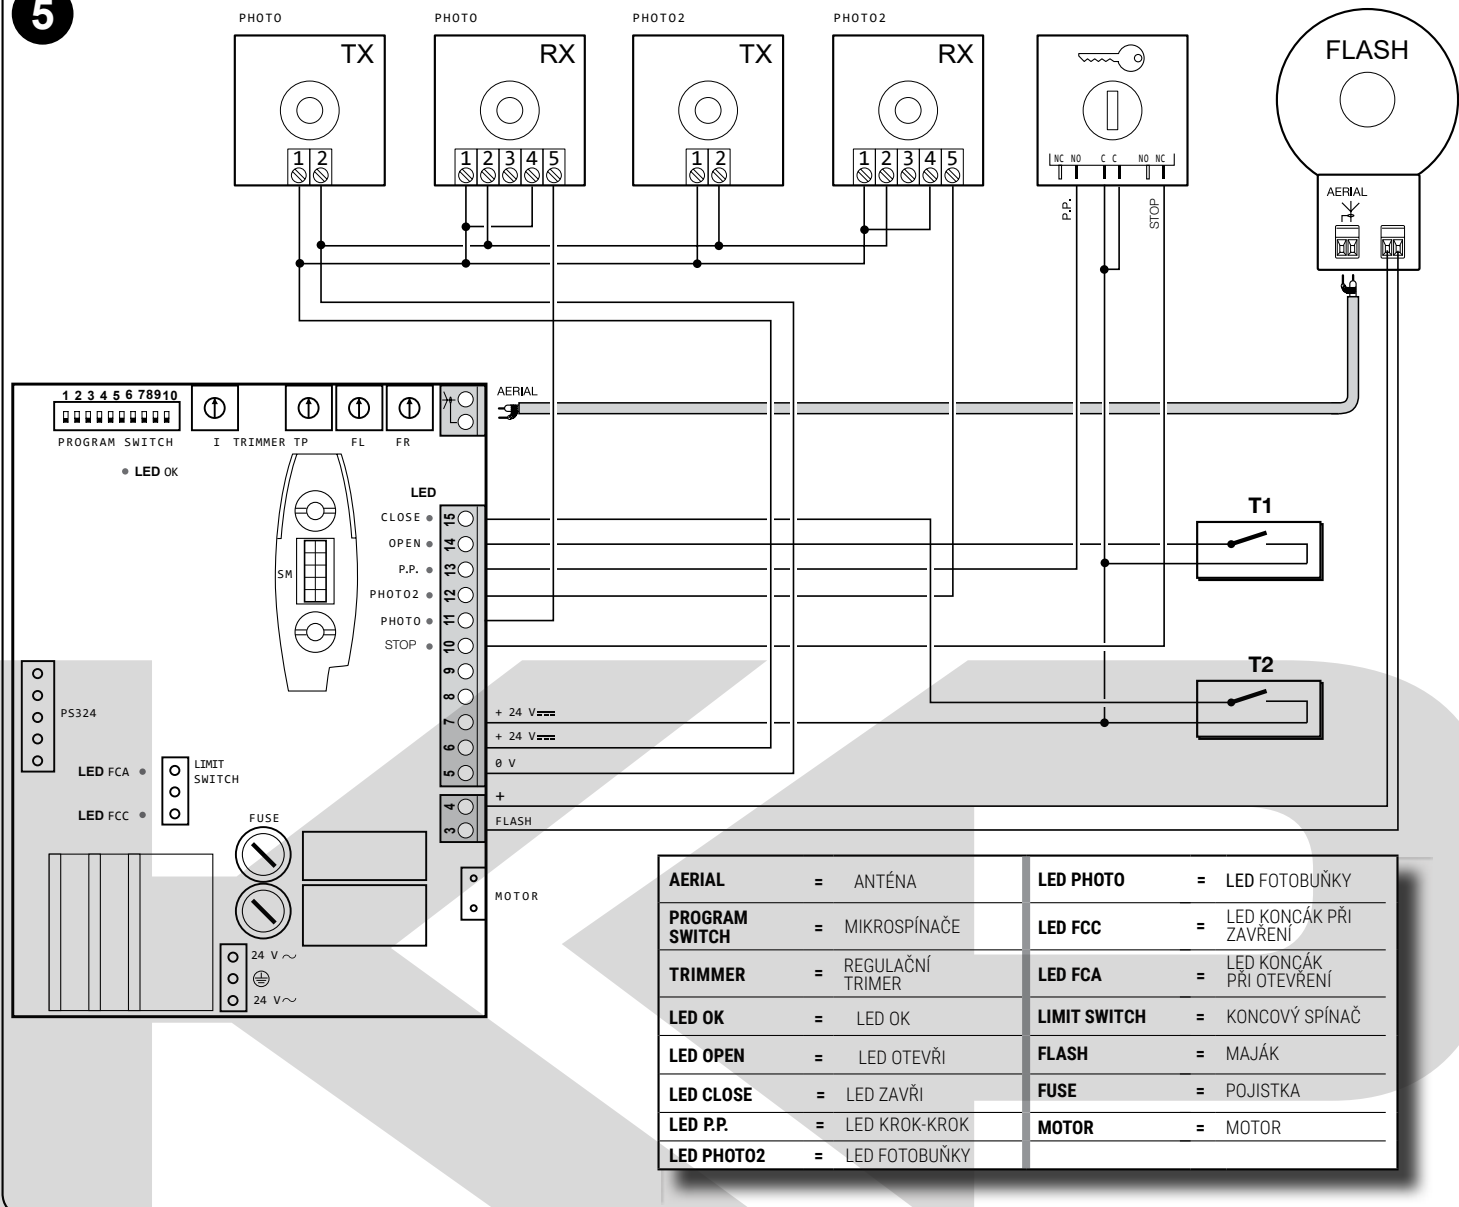 5
PHOTO PHOTO PHOTO2 PHOTO2
TX RX TX RX FLASH
1 2 1 2 3 4 5 1 2 1 2 3 4 5
NC NO C C NO NC
P.P. STOP
AERIAL
1 2 3 4 5 6 7 8 9 10
PROGRAM SWITCH I TRIMMER TP FL FR
AERIAL
LED OK
LED
CLOSE 15
OPEN 14
P.P. 13
PHOTO2 12
PHOTO 11
STOP 10
9
8
7 + 24 V
6 + 24 V
5 0 V
4 +
3 FLASH
SM
T1
T2
PS324
LED FCA
LIMIT
SWITCH
LED FCC
FUSE
MOTOR
24 V ~
24 V ~
AERIAL = ANTÉNA
PROGRAM
SWITCH = MIKROSPÍNAČE
TRIMMER = REGULAČNÍ
TRIMER
LED OK = LED OK
LED OPEN = LED OTEVŘI
LED CLOSE = LED ZAVŘI
LED P.P. = LED KROK-KROK
LED PHOTO2 = LED FOTOBUŇKY
LED PHOTO = LED FOTOBUŇKY
LED FCC = LED KONCÁK PŘI
ZAVŘENÍ
LED FCA = LED KONCÁK
PŘI OTEVŘENÍ
LIMIT SWITCH = KONCOVÝ SPÍNAČ
FLASH = MAJÁK
FUSE = POJISTKA
MOTOR = MOTOR